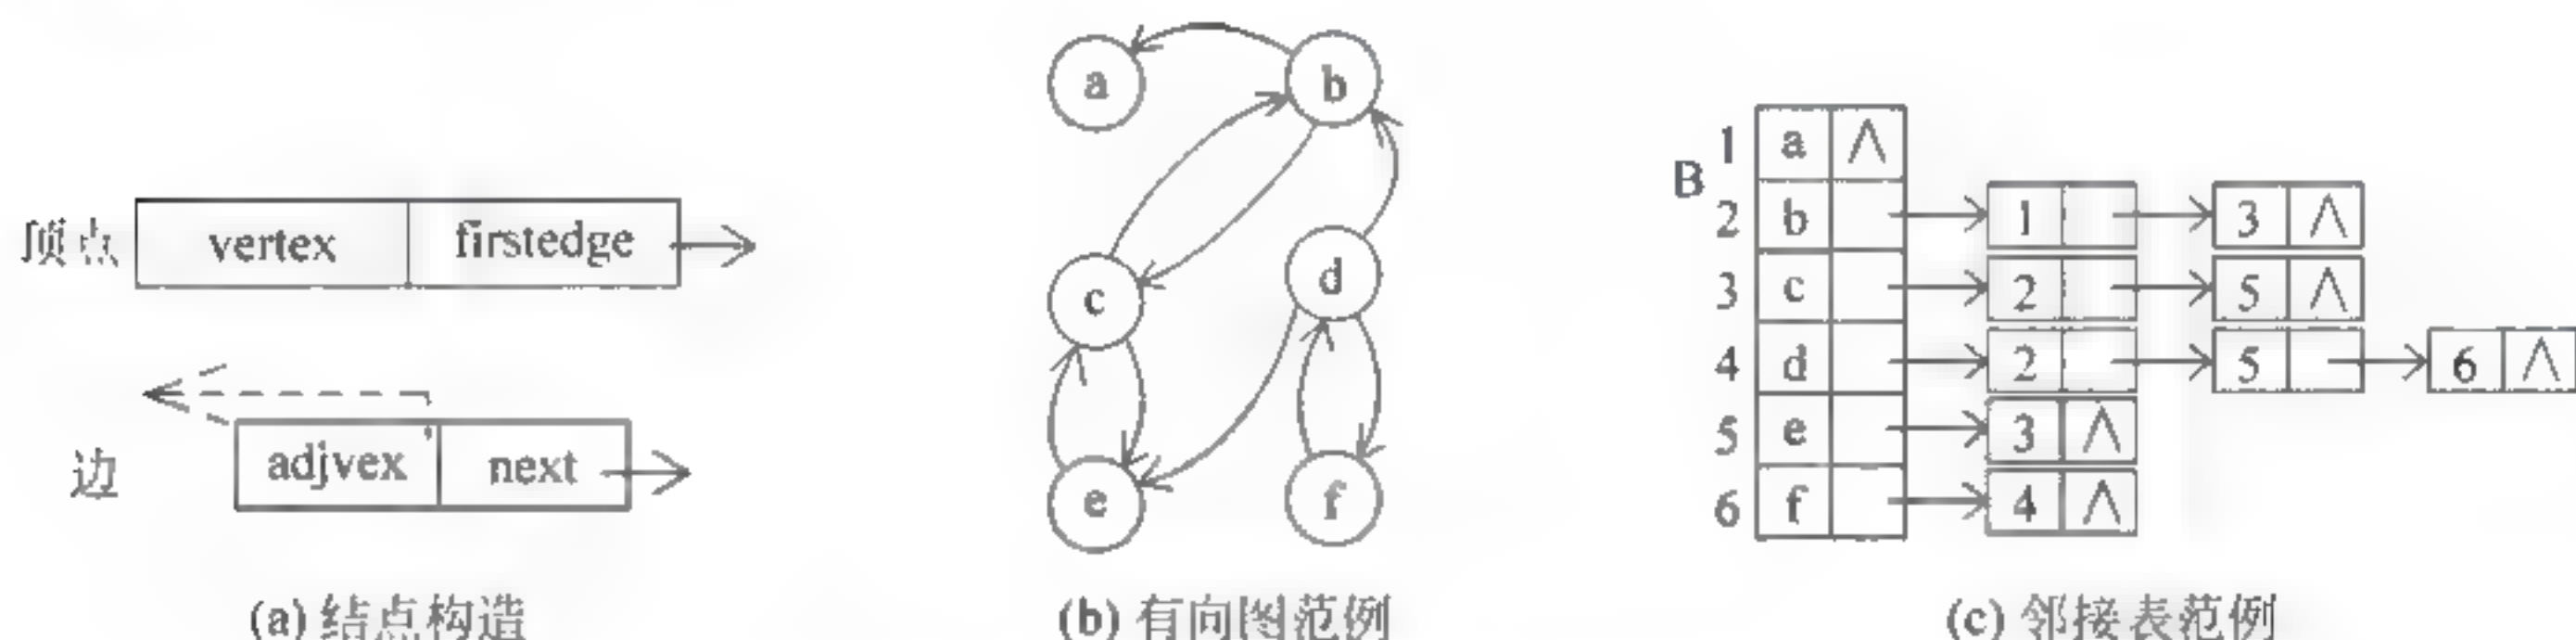 顶点 vertex firstedge
边 adjvex next
(a) 结点构造
a b
c d
e f
(b) 有向图范例
B
1 a ∧
2 b 1 3 ∧
3 c 2 5 ∧
4 d 2 5 6 ∧
5 e 3 ∧
6 f 4 ∧
(c) 邻接表范例